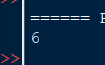 >>
====== 
6
>>